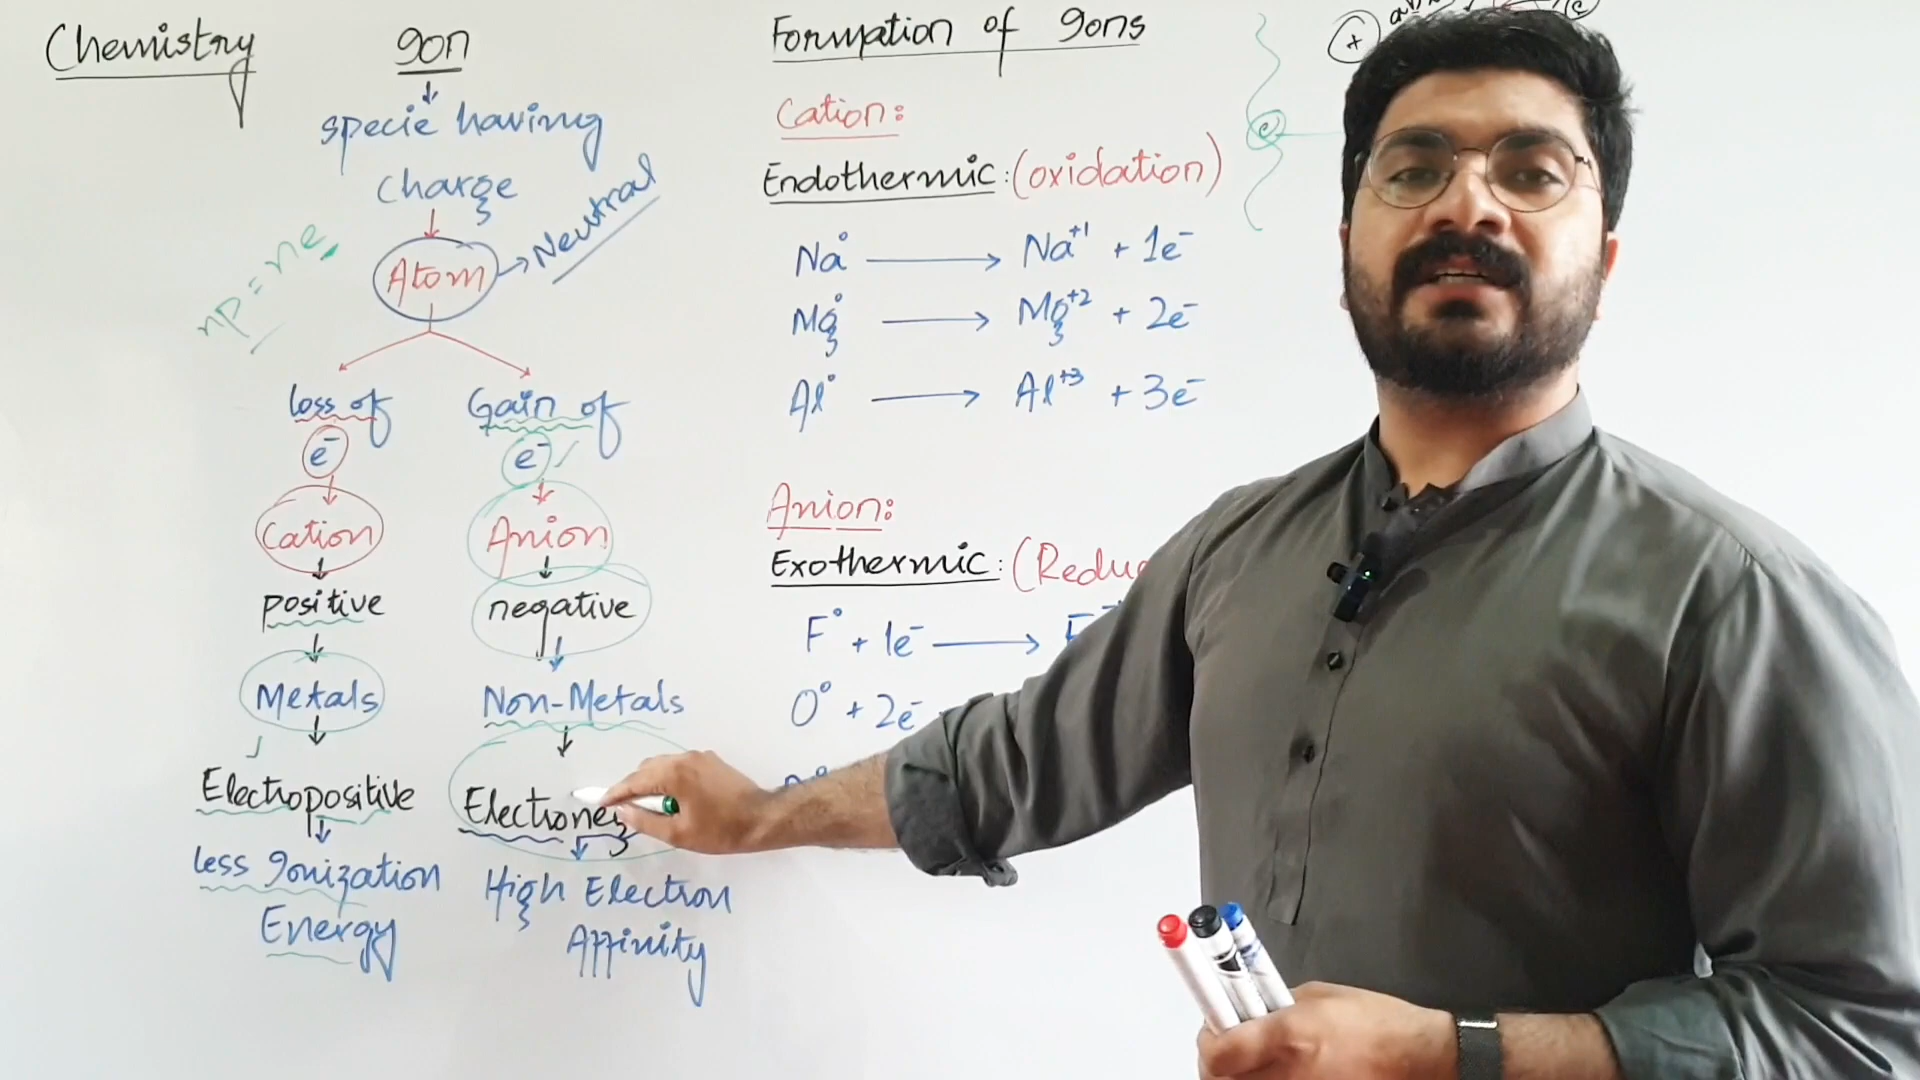 Chemistry
Ion
specie having
charge
Atom → Neutral
np = ne
loss of
e⁻
Cation
positive
Metals
Electropositive
less Ionization
Energy
Gain of
e⁻
Anion
negative
Non-Metals
High Electron
Affinity
Formation of Ions
Cation:
Endothermic: (oxidation)
Na° → Na⁺¹ + 1e⁻
Mg° → Mg⁺² + 2e⁻
Al° → Al⁺³ + 3e⁻
Anion:
Exothermic:
F° + 1e⁻ → F⁻
O° + 2e⁻
+
e⁻